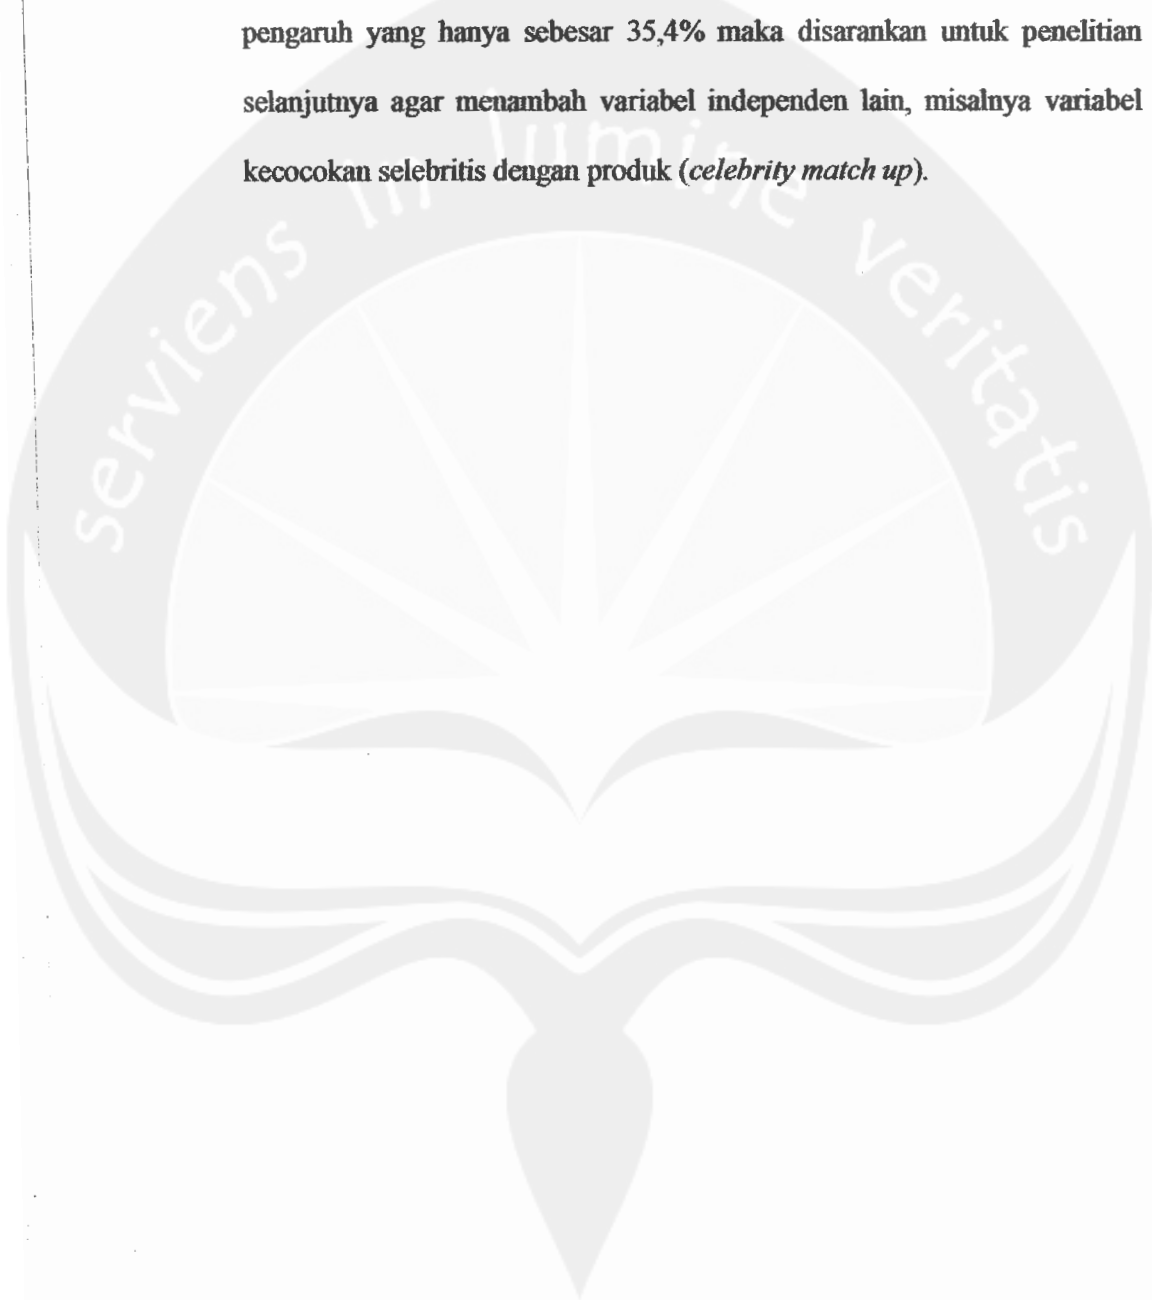 pengaruh yang hanya sebesar 35,4% maka disarankan untuk penelitian
selanjutnya agar menambah variabel independen lain, misalnya variabel
kecocokan selebritis dengan produk (celebrity match up).
serviens in lumine veritatis